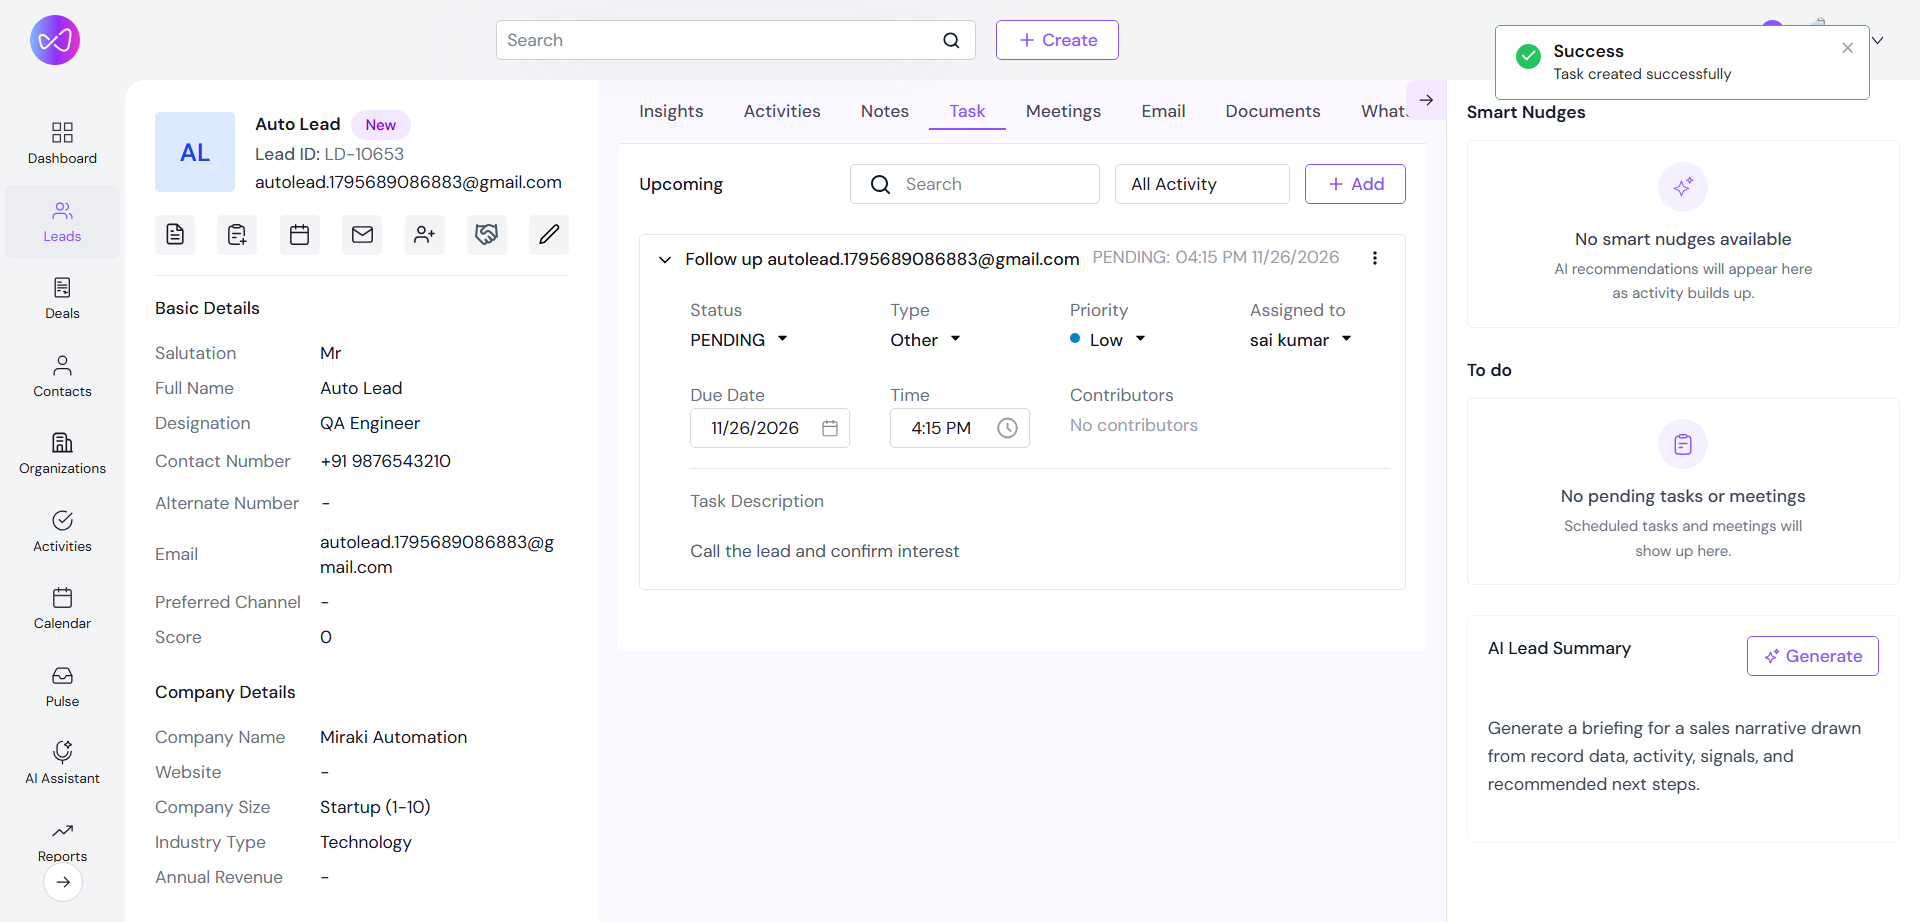 Search
Create
Success
Task created successfully
Dashboard
Leads
Deals
Contacts
Organizations
Activities
Calendar
Pulse
AI Assistant
Reports
AL
Auto Lead
New
Lead ID: LD-10653
autolead.1795689086883@gmail.com
Basic Details
Salutation Mr
Full Name Auto Lead
Designation QA Engineer
Contact Number +91 9876543210
Alternate Number -
Email autolead.1795689086883@g
mail.com
Preferred Channel -
Score 0
Company Details
Company Name Miraki Automation
Website -
Company Size Startup (1-10)
Industry Type Technology
Annual Revenue -
Insights Activities Notes Task Meetings Email Documents
Upcoming
Search
All Activity
Add
Follow up autolead.1795689086883@gmail.com PENDING: 04:15 PM 11/26/2026
Status Type Priority Assigned to
PENDING Other Low sai kumar
Due Date Time Contributors
11/26/2026 4:15 PM No contributors
Task Description
Call the lead and confirm interest
Smart Nudges
No smart nudges available
AI recommendations will appear here
as activity builds up.
To do
No pending tasks or meetings
Scheduled tasks and meetings will
show up here.
AI Lead Summary
Generate
Generate a briefing for a sales narrative drawn
from record data, activity, signals, and
recommended next steps.